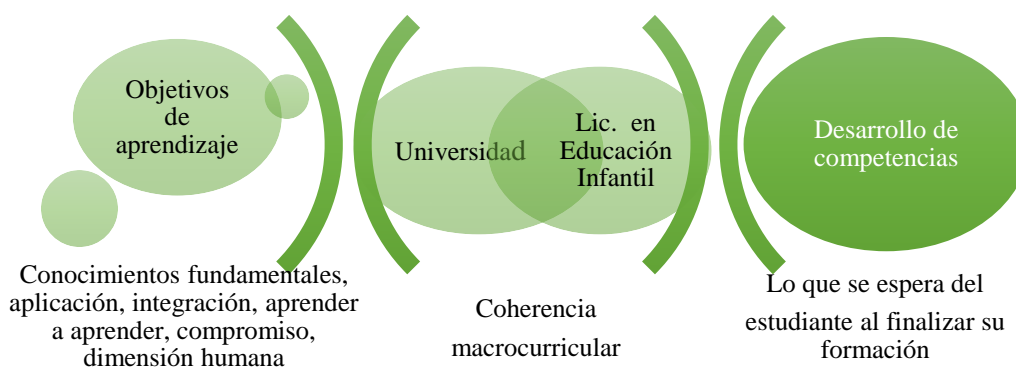 Objetivos
de
aprendizaje
Conocimientos fundamentales,
aplicación, integración, aprender
a aprender, compromiso,
dimensión humana
Universidad
Lic. en
Educación
Infantil
Coherencia
macrocurricular
Desarrollo de
competencias
Lo que se espera del
estudiante al finalizar su
formación